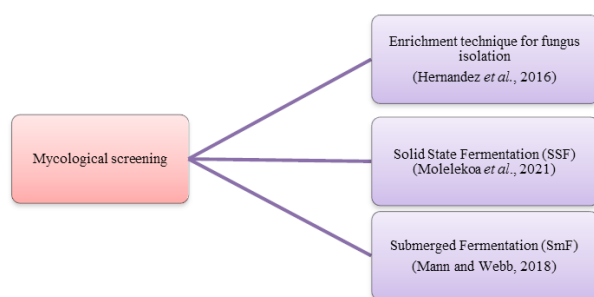 Enrichment technique for fungus
isolation
(Hernandez et al., 2016)
Mycological screening
Solid State Fermentation (SSF)
(Molelekoa et al., 2021)
Submerged Fermentation (SmF)
(Mann and Webb, 2018)